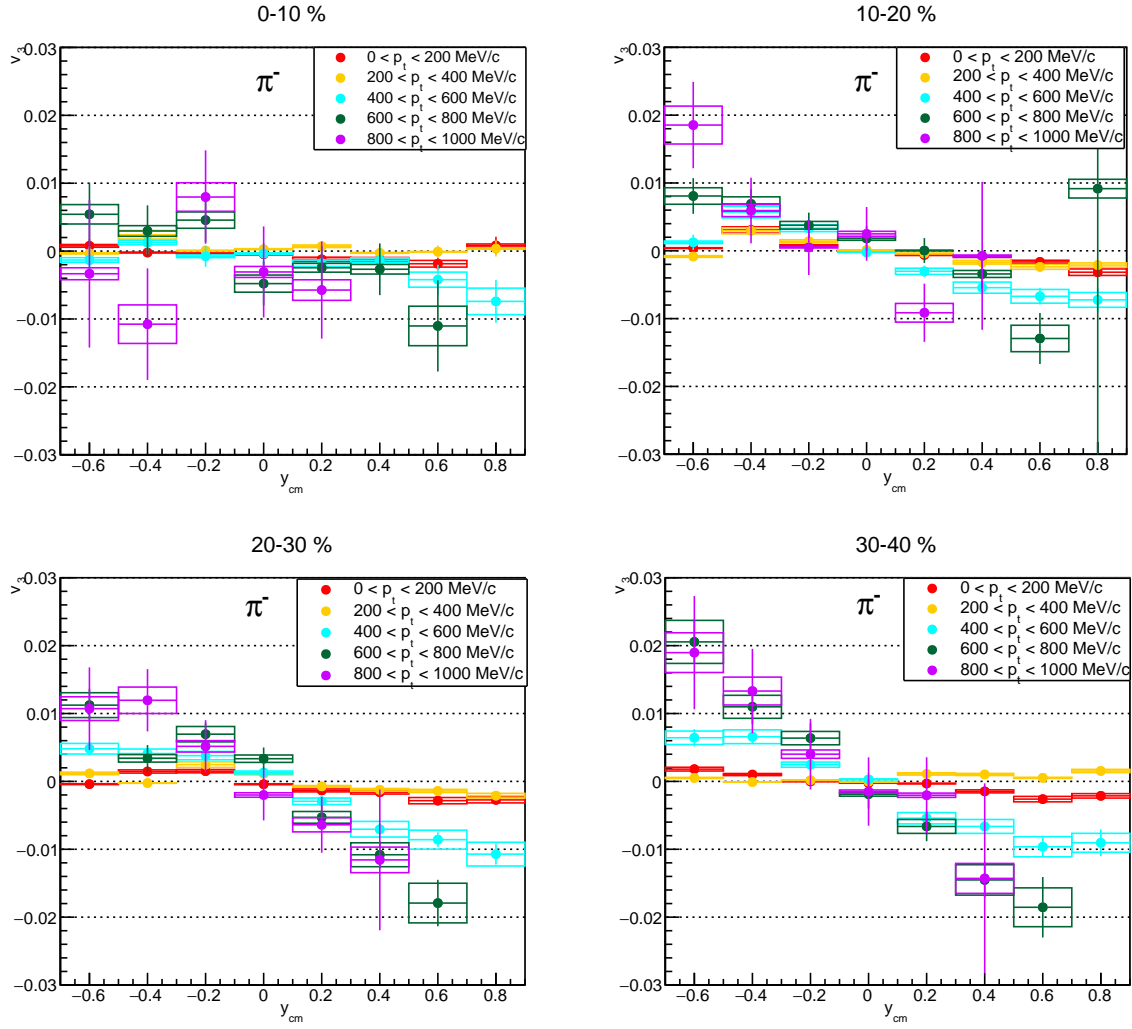 0-10 %
v₃
0.03
0.02
0.01
0
−0.01
−0.02
−0.03
π⁻
0 < pₜ < 200 MeV/c
200 < pₜ < 400 MeV/c
400 < pₜ < 600 MeV/c
600 < pₜ < 800 MeV/c
800 < pₜ < 1000 MeV/c
−0.6 −0.4 −0.2 0 0.2 0.4 0.6 0.8
y_cm
10-20 %
v₃
0.03
0.02
0.01
0
−0.01
−0.02
−0.03
π⁻
0 < pₜ < 200 MeV/c
200 < pₜ < 400 MeV/c
400 < pₜ < 600 MeV/c
600 < pₜ < 800 MeV/c
800 < pₜ < 1000 MeV/c
−0.6 −0.4 −0.2 0 0.2 0.4 0.6 0.8
y_cm
20-30 %
v₃
0.03
0.02
0.01
0
−0.01
−0.02
−0.03
π⁻
0 < pₜ < 200 MeV/c
200 < pₜ < 400 MeV/c
400 < pₜ < 600 MeV/c
600 < pₜ < 800 MeV/c
800 < pₜ < 1000 MeV/c
−0.6 −0.4 −0.2 0 0.2 0.4 0.6 0.8
y_cm
30-40 %
v₃
0.03
0.02
0.01
0
−0.01
−0.02
−0.03
π⁻
0 < pₜ < 200 MeV/c
200 < pₜ < 400 MeV/c
400 < pₜ < 600 MeV/c
600 < pₜ < 800 MeV/c
800 < pₜ < 1000 MeV/c
−0.6 −0.4 −0.2 0 0.2 0.4 0.6 0.8
y_cm